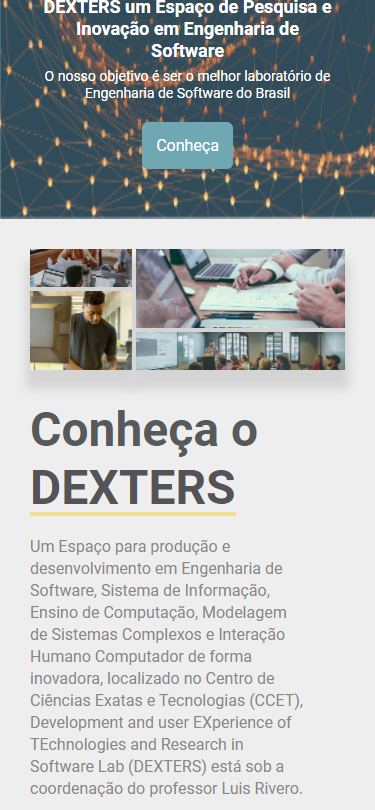 DEXTERS um Espaço de Pesquisa e
Inovação em Engenharia de
Software
O nosso objetivo é ser o melhor laboratório de
Engenharia de Software do Brasil
Conheça
Conheça o
DEXTERS
Um Espaço para produção e
desenvolvimento em Engenharia de
Software, Sistema de Informação,
Ensino de Computação, Modelagem
de Sistemas Complexos e Interação
Humano Computador de forma
inovadora, localizado no Centro de
Ciências Exatas e Tecnologias (CCET),
Development and user EXperience of
TEchnologies and Research in
Software Lab (DEXTERS) está sob a
coordenação do professor Luis Rivero.